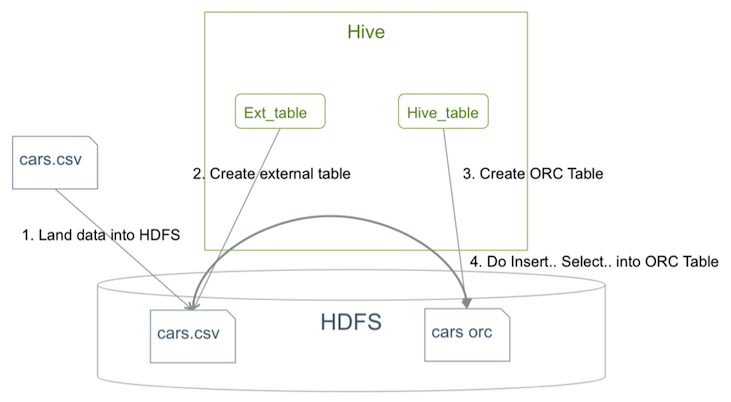 Hive
Ext_table
Hive_table
cars.csv
2. Create external table
3. Create ORC Table
1. Land data into HDFS
4. Do Insert.. Select.. into ORC Table
cars.csv
HDFS
cars orc